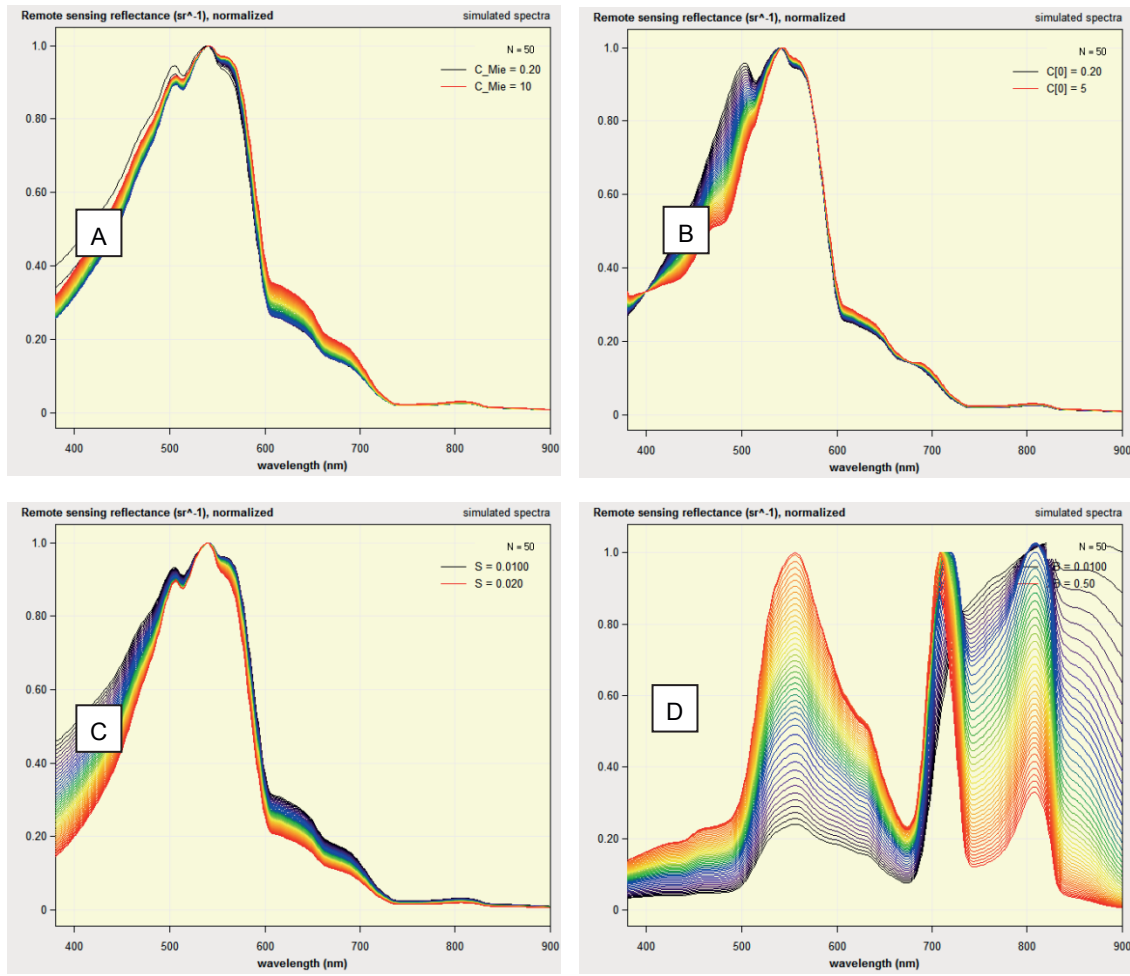 Remote sensing reflectance (sr^-1), normalized simulated spectra
N = 50
C_Mie = 0.20
C_Mie = 10
1.0
0.80
0.60
0.40
0.20
0
A
400 500 600 700 800 900
wavelength (nm)
Remote sensing reflectance (sr^-1), normalized simulated spectra
N = 50
C[0] = 0.20
C[0] = 5
1.0
0.80
0.60
0.40
0.20
0
B
400 500 600 700 800 900
wavelength (nm)
Remote sensing reflectance (sr^-1), normalized simulated spectra
N = 50
S = 0.0100
S = 0.020
1.0
0.80
0.60
0.40
0.20
0
C
400 500 600 700 800 900
wavelength (nm)
Remote sensing reflectance (sr^-1), normalized simulated spectra
N = 50
= 0.0100
= 0.50
1.0
0.80
0.60
0.40
0.20
0
D
400 500 600 700 800 900
wavelength (nm)